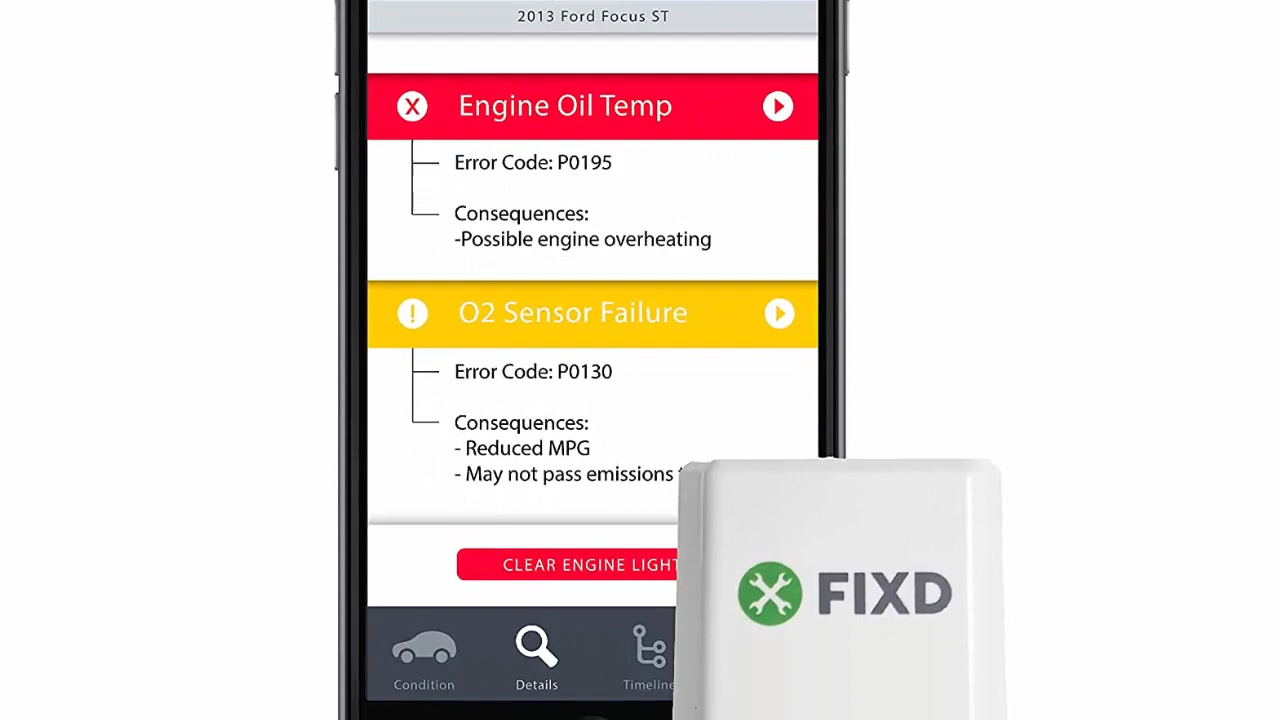 2013 Ford Focus ST
Engine Oil Temp
Error Code: P0195
Consequences:
-Possible engine overheating
O2 Sensor Failure
Error Code: P0130
Consequences:
- Reduced MPG
- May not pass emissions
CLEAR ENGINE LIGHT
Condition
Details
Timeline
FIXD